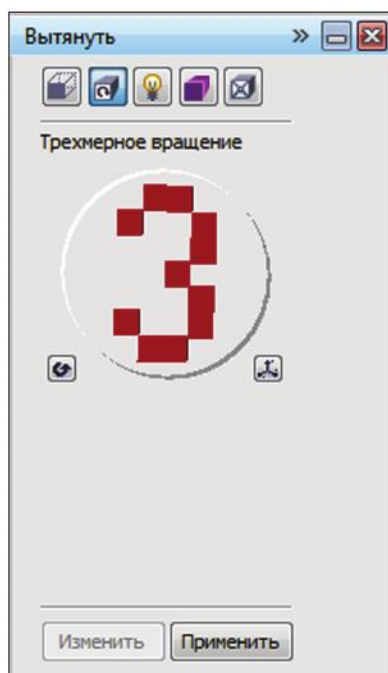 Вытянуть
Трехмерное вращение
3
Изменить Применить